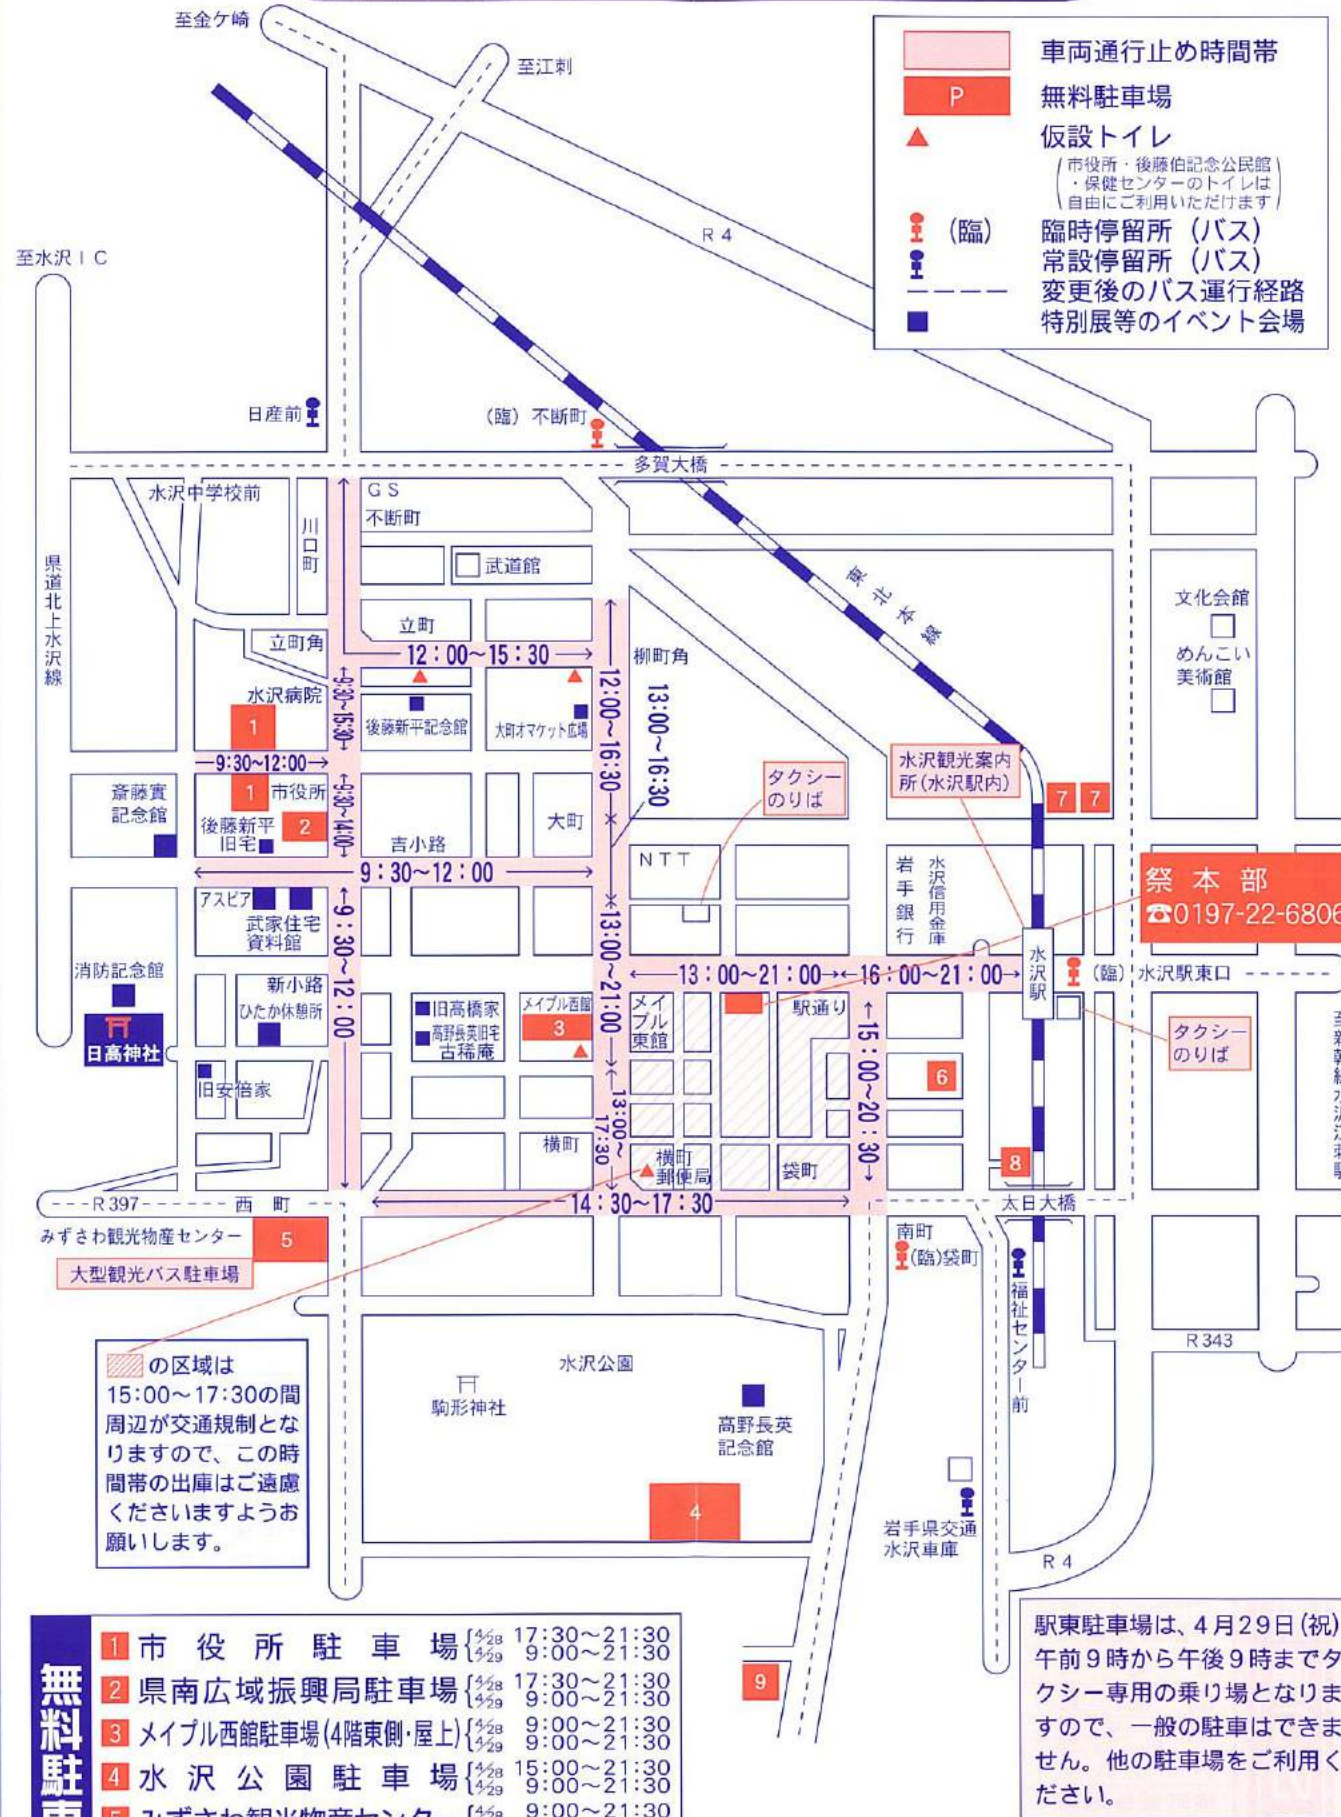 至金ケ崎
至江刺
車両通行止め時間帯
P
無料駐車場
仮設トイレ
(市役所・後藤伯記念公民館
・保健センターのトイレは
自由にご利用いただけます)
(臨) 臨時停留所 (バス)
常設停留所 (バス)
変更後のバス運行経路
特別展等のイベント会場
R 4
至水沢IC
日産前
(臨) 不断町
多賀大橋
水沢中学校前
GS
不断町
川口町
武道館
県道北上水沢線
東北本線
文化会館
めんこい
美術館
立町
立町角
12:00~15:30
柳町角
水沢病院
1
9:30~15:30
後藤新平記念館
大町オマケット広場
12:00~16:30
13:00~16:30
9:30~12:00
タクシー
のりば
水沢観光案内
所(水沢駅内)
7 7
斎藤實
記念館
1 市役所
後藤新平
旧宅
2
9:30~14:00
吉小路
大町
NTT
岩手銀行
水沢信用金庫
祭本部
☎0197-22-6806
9:30~12:00
アスピア
武家住宅
資料館
9:30~12:00
13:00~21:00
13:00~21:00
16:00~21:00
水沢駅
(臨) 水沢駅東口
消防記念館
日高神社
新小路
ひたか休憩所
旧高橋家
高野長英旧宅
古稀庵
メイプル西館
3
メイプル東館
駅通り
15:00~20:30
タクシー
のりば
旧安倍家
6
13:00~17:30
横町
横町
郵便局
袋町
8
R397
西町
14:30~17:30
太日大橋
みずさわ観光物産センター
5
大型観光バス駐車場
南町
(臨)袋町
福祉センター前
R343
の区域は
15:00~17:30の間
周辺が交通規制とな
りますので、この時
間帯の出庫はご遠慮
くださいますようお
願いします。
水沢公園
駒形神社
高野長英
記念館
4
岩手県交通
水沢車庫
R 4
9
無料駐車
1 市役所駐車場 {4/28 17:30~21:30
4/29 9:00~21:30
2 県南広域振興局駐車場 {4/28 17:30~21:30
4/29 9:00~21:30
3 メイプル西館駐車場(4階東側・屋上) {4/28 9:00~21:30
4/29 9:00~21:30
4 水沢公園駐車場 {4/28 15:00~21:30
4/29 9:00~21:30
5 みずさわ観光物産センター {4/28 9:00~21:30
駅東駐車場は、4月29日(祝)
午前9時から午後9時までタ
クシー専用の乗り場となりま
すので、一般の駐車はできま
せん。他の駐車場をご利用く
ださい。